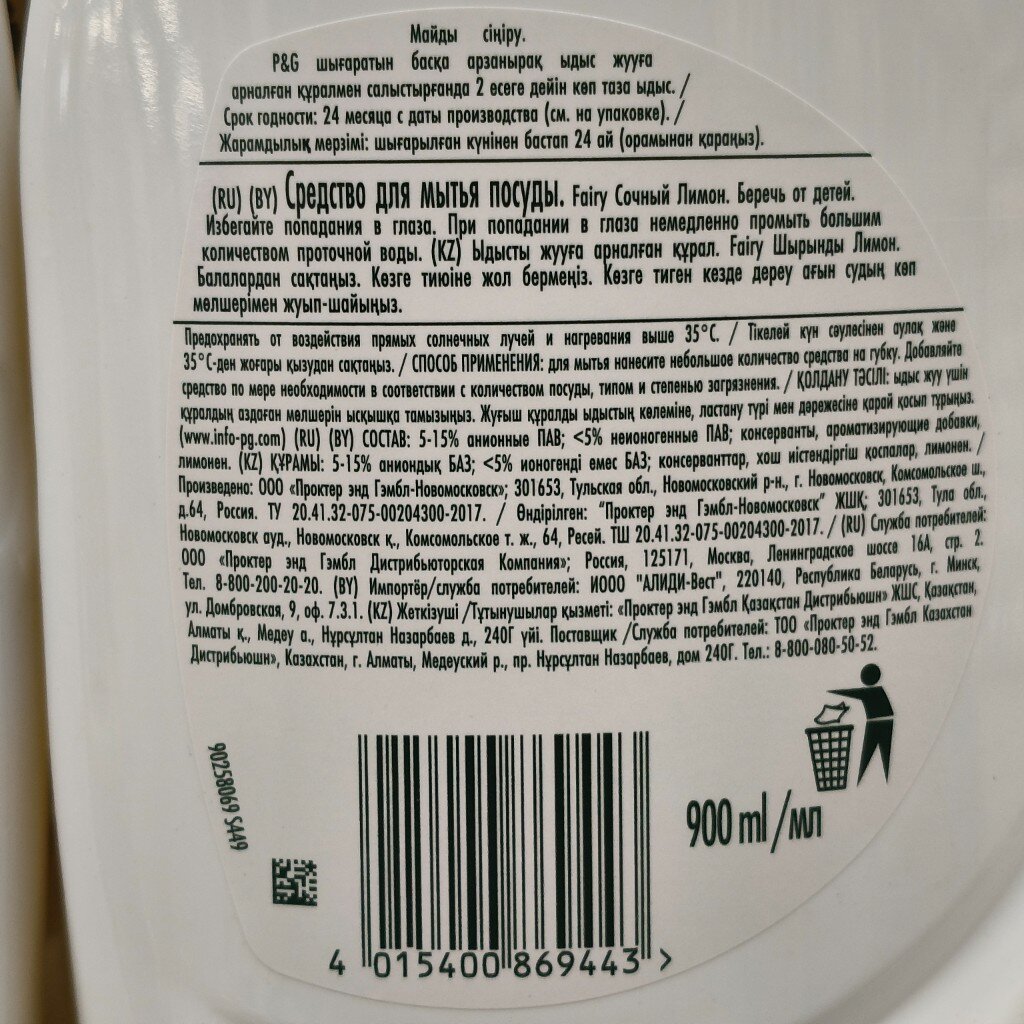 Майды сіңіру.
P&G шығаратын басқа арзанырақ ыдыс жууға
арналған құралмен салыстырғанда 2 есеге дейін көп таза ыдыс. /
Срок годности: 24 месяца с даты производства (см. на упаковке). /
Жарамдылық мерзімі: шығарылған күнінен бастап 24 ай (орамынан қараңыз).
(RU) (BY) Средство для мытья посуды. Fairy Сочный Лимон. Беречь от детей.
Избегайте попадания в глаза. При попадании в глаза немедленно промыть большим
количеством проточной воды. (KZ) Ыдысты жууға арналған құрал. Fairy Шырынды Лимон.
Балалардан сақтаңыз. Көзге тиюіне жол бермеңіз. Көзге тиген кезде дереу ағын судың көп
мөлшерімен жуып-шайыңыз.
Предохранять от воздействия прямых солнечных лучей и нагревания выше 35°C. / Тікелей күн сәулесінен аулақ және
35°C-ден жоғары қызудан сақтаңыз. / СПОСОБ ПРИМЕНЕНИЯ: для мытья нанесите небольшое количество средства на губку. Добавляйте
средство по мере необходимости в соответствии с количеством посуды, типом и степенью загрязнения. / ҚОЛДАНУ ТӘСІЛІ: ыдыс жуу үшін
құралдың аздаған мөлшерін ысқышқа тамызыңыз. Жуғыш құралды ыдыстың көлеміне, ластану түрі мен дәрежесіне қарай қосып тұрыңыз.
(www.info-pg.com) (RU) (BY) СОСТАВ: 5-15% анионные ПАВ; <5% неионогенные ПАВ; консерванты, ароматизирующие добавки,
лимонен. (KZ) ҚҰРАМЫ: 5-15% аниондық БАЗ; <5% ионогенді емес БАЗ; консерванттар, хош иістендіргіш қоспалар, лимонен. /
Произведено: ООО «Проктер энд Гэмбл-Новомосковск»; 301653, Тульская обл., Новомосковский р-н., г. Новомосковск, Комсомольское ш.,
д.64, Россия. ТУ 20.41.32-075-00204300-2017. / Өндірілген: "Проктер энд Гэмбл-Новомосковск" ЖШҚ; 301653, Тула обл.,
Новомосковск ауд., Новомосковск қ., Комсомольское т. ж., 64, Ресей. ТШ 20.41.32-075-00204300-2017. / (RU) Служба потребителей:
ООО «Проктер энд Гэмбл Дистрибьюторская Компания»; Россия, 125171, Москва, Ленинградское шоссе 16А, стр. 2.
Тел. 8-800-200-20-20. (BY) Импортёр/служба потребителей: ИООО "АЛИДИ-Вест", 220140, Республика Беларусь, г. Минск,
ул. Домбровская, 9, оф. 7.3.1. (KZ) Жеткізуші /Тұтынушылар қызметі: «Проктер энд Гэмбл Қазақстан Дистрибьюшн» ЖШС, Қазақстан,
Алматы қ., Медеу а., Нұрсұлтан Назарбаев д., 240Г үйі. Поставщик /Служба потребителей: ТОО «Проктер энд Гэмбл Казахстан
Дистрибьюшн», Казахстан, г. Алматы, Медеуский р., пр. Нұрсұлтан Назарбаев, дом 240Г. Тел.: 8-800-080-50-52.
90258069 SA49
900 ml/мл
4 015400 869443 >